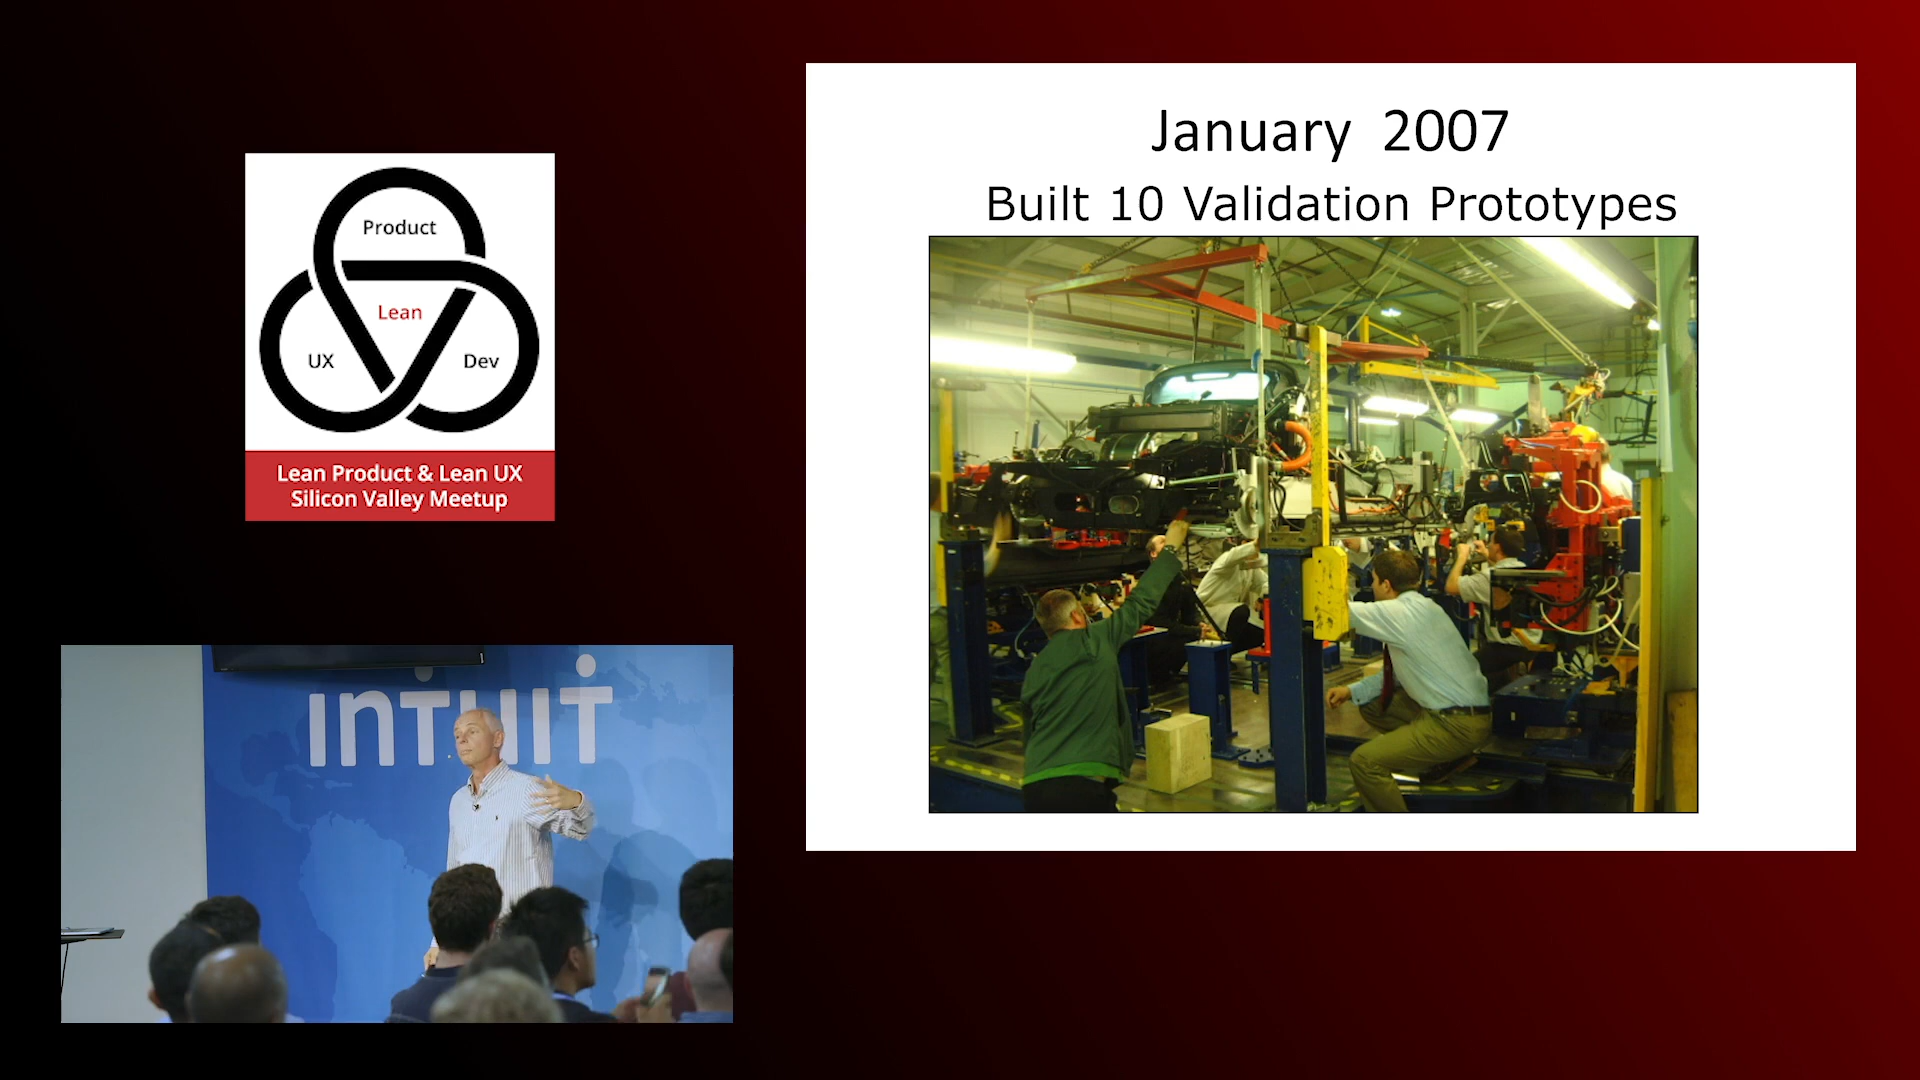 Product
Lean
UX
Dev
Lean Product & Lean UX
Silicon Valley Meetup
January 2007
Built 10 Validation Prototypes
INTUIT